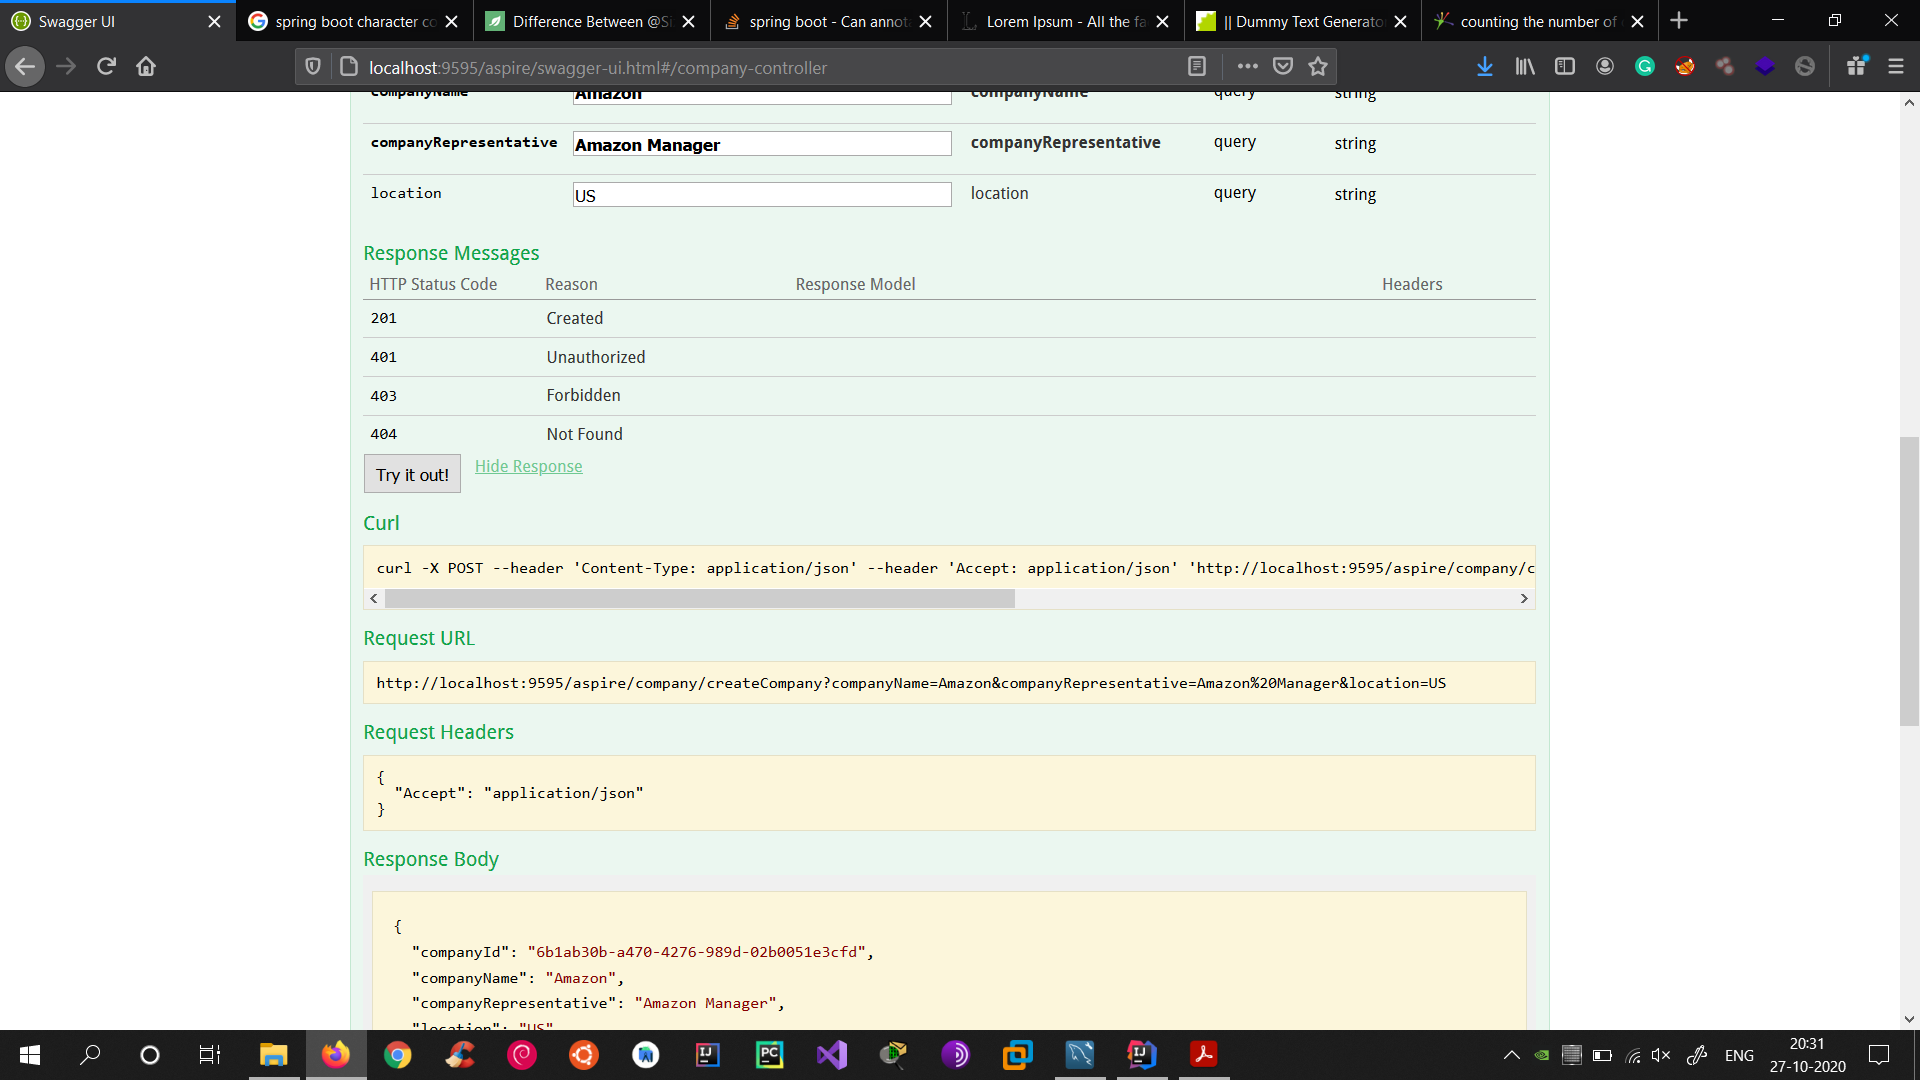 Swagger UI
spring boot character co
Difference Between @Si
spring boot - Can annota
Lorem Ipsum - All the fa
|| Dummy Text Generato
counting the number of
localhost:9595/aspire/swagger-ui.html#/company-controller
companyName Amazon companyName query string
companyRepresentative Amazon Manager companyRepresentative query string
location US location query string
Response Messages
HTTP Status Code Reason Response Model Headers
201 Created
401 Unauthorized
403 Forbidden
404 Not Found
Try it out! Hide Response
Curl
curl -X POST --header 'Content-Type: application/json' --header 'Accept: application/json' 'http://localhost:9595/aspire/company/c
Request URL
http://localhost:9595/aspire/company/createCompany?companyName=Amazon&companyRepresentative=Amazon%20Manager&location=US
Request Headers
{
"Accept": "application/json"
}
Response Body
{
"companyId": "6b1ab30b-a470-4276-989d-02b0051e3cfd",
"companyName": "Amazon",
"companyRepresentative": "Amazon Manager",
"location": "US"
ENG
20:31
27-10-2020